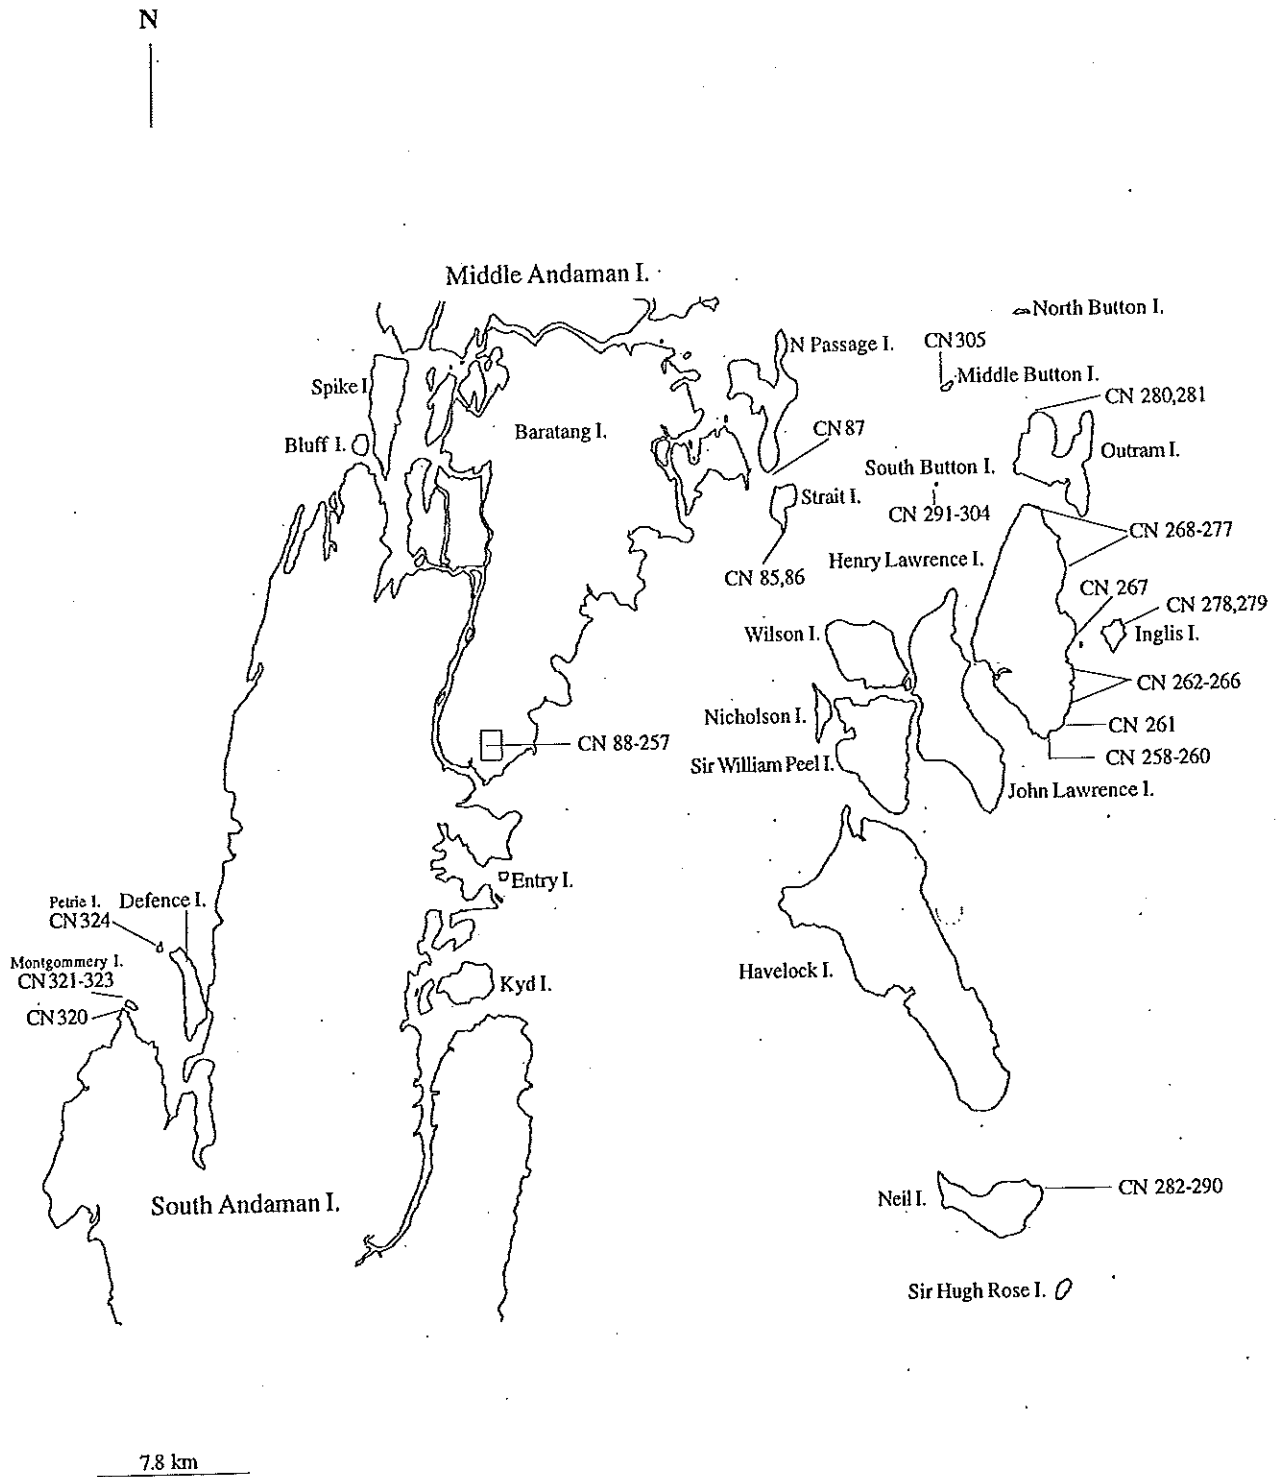 N
Middle Andaman I.
North Button I.
N Passage I.
CN 305
Middle Button I.
Spike I
CN 280,281
Bluff I.
Baratang I.
CN 87
Outram I.
South Button I.
Strait I.
CN 291-304
CN 268-277
Henry Lawrence I.
CN 85,86
CN 267
CN 278,279
Wilson I.
Inglis I.
CN 262-266
Nicholson I.
CN 261
CN 88-257
CN 258-260
Sir William Peel I.
John Lawrence I.
Entry I.
Petrie I.
Defence I.
CN 324
Montgommery I.
CN 321-323
Havelock I.
Kyd I.
CN 320
South Andaman I.
Neil I.
CN 282-290
Sir Hugh Rose I.
7.8 km